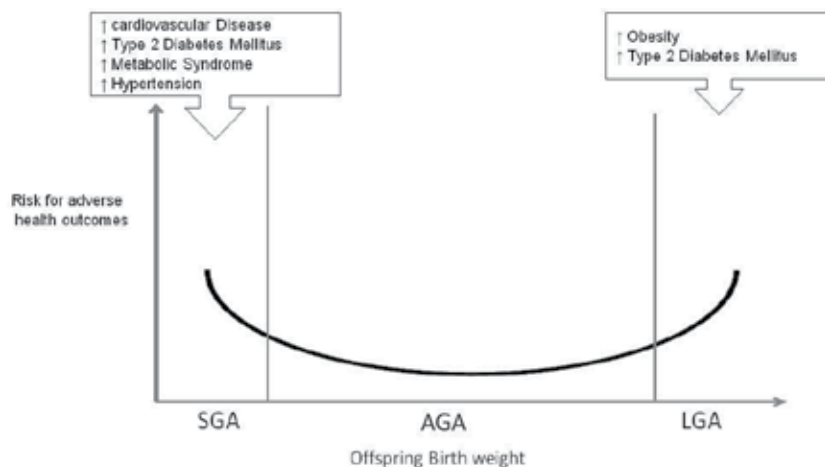 ↑ cardiovascular Disease
↑ Type 2 Diabetes Mellitus
↑ Metabolic Syndrome
↑ Hypertension
↑ Obesity
↑ Type 2 Diabetes Mellitus
Risk for adverse
health outcomes
SGA
AGA
LGA
Offspring Birth weight